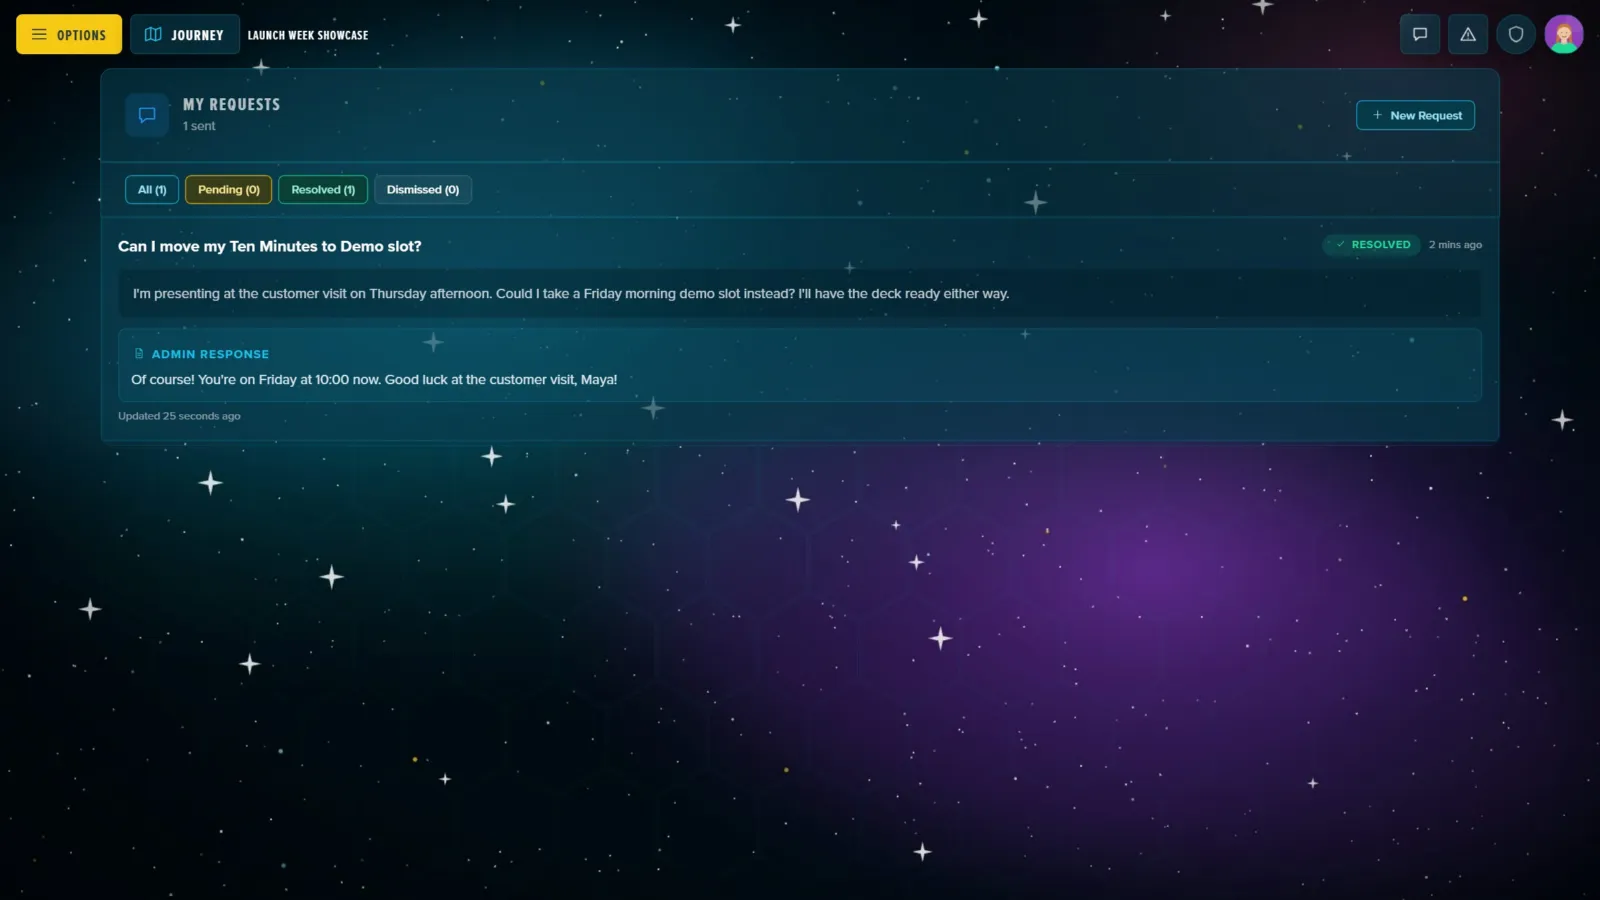 OPTIONS
JOURNEY
LAUNCH WEEK SHOWCASE
MY REQUESTS
1 sent
+ New Request
All (1)
Pending (0)
Resolved (1)
Dismissed (0)
Can I move my Ten Minutes to Demo slot?
✓ RESOLVED
2 mins ago
I'm presenting at the customer visit on Thursday afternoon. Could I take a Friday morning demo slot instead? I'll have the deck ready either way.
ADMIN RESPONSE
Of course! You're on Friday at 10:00 now. Good luck at the customer visit, Maya!
Updated 25 seconds ago